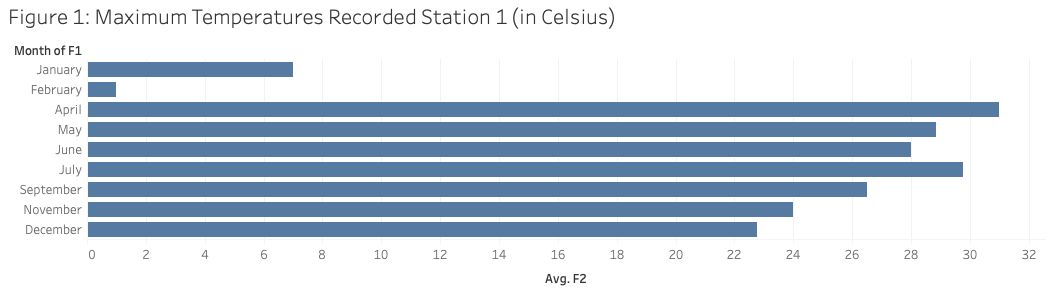 Figure 1: Maximum Temperatures Recorded Station 1 (in Celsius)
Month of F1
January
February
April
May
June
July
September
November
December
0 2 4 6 8 10 12 14 16 18 20 22 24 26 28 30 32
Avg. F2